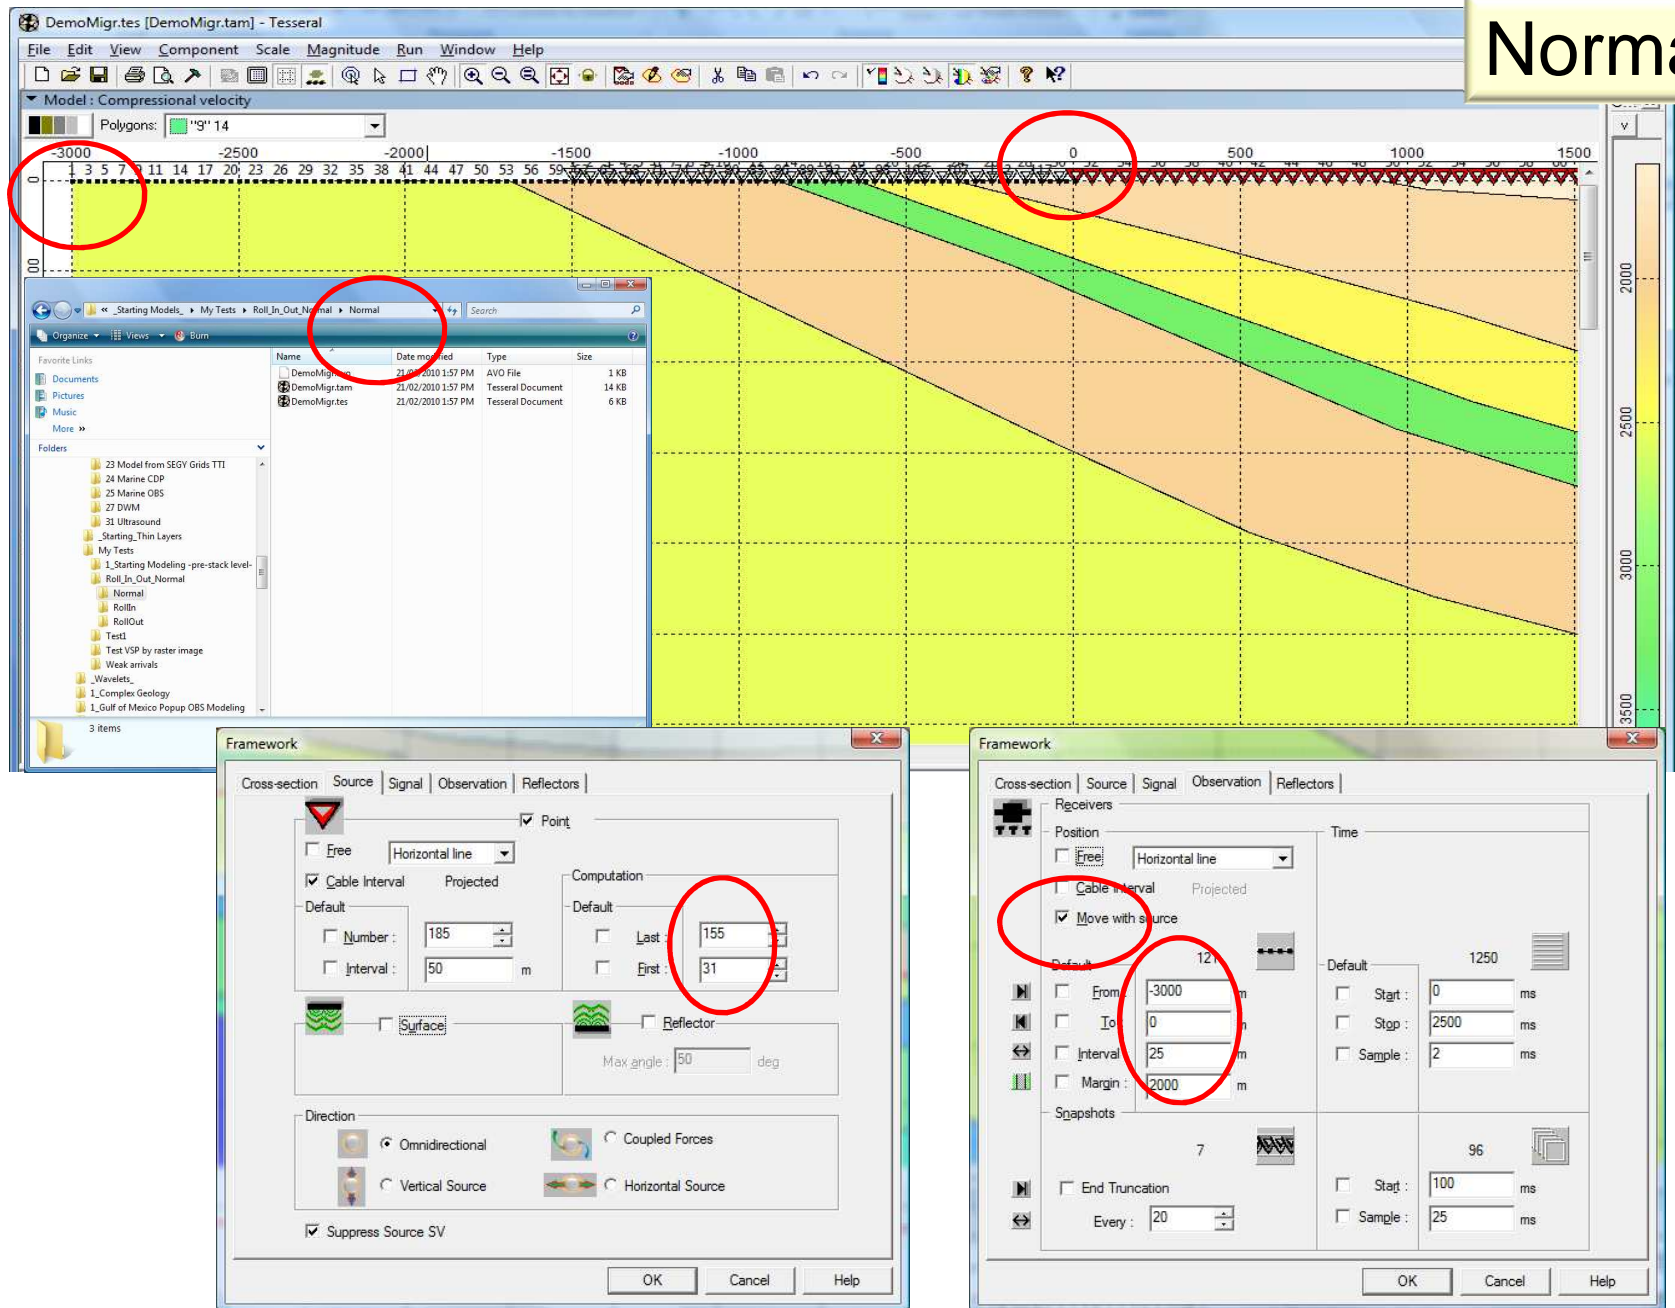 DemoMigr.tes [DemoMigr.tam] - Tesseral
Norma
File Edit View Component Scale Magnitude Run Window Help
Model : Compressional velocity
Polygons: "9" 14
v
-3000 -2500 -2000 -1500 -1000 -500 0 500 1000 1500
1 3 5 7 9 11 14 17 20 23 26 29 32 35 38 41 44 47 50 53 56 59
0
00
2000
2500
3000
3500
« _Starting Models_ ▸ My Tests ▸ Roll_In_Out_Normal ▸ Normal
Search
Organize Views Burn
Favorite Links
Documents
Pictures
Music
More »
Folders
23 Model from SEGY Grids TTI
24 Marine CDP
25 Marine OBS
27 DWM
31 Ultrasound
_Starting_Thin Layers
My Tests
1_Starting Modeling -pre-stack level-
Roll_In_Out_Normal
Normal
RollIn
RollOut
Test1
Test VSP by raster image
Weak arrivals
_Wavelets_
1_Complex Geology
1_Gulf of Mexico Popup OBS Modeling
Name Date modified Type Size
21/02/2010 1:57 PM AVO File 1 KB
DemoMigr.tam 21/02/2010 1:57 PM Tesseral Document 14 KB
DemoMigr.tes 21/02/2010 1:57 PM Tesseral Document 6 KB
3 items
Framework
Cross-section Source Signal Observation Reflectors
Point
Free Horizontal line
Cable Interval Projected
Default
Number : 185
Interval : 50 m
Computation
Default
Last : 155
First : 31
Surface
Reflector
Max angle : 50 deg
Direction
Omnidirectional
Coupled Forces
Vertical Source
Horizontal Source
Suppress Source SV
OK Cancel Help
Framework
Cross-section Source Signal Observation Reflectors
Receivers
Position
Free Horizontal line
Cable Interval Projected
Move with source
121
Default
From : -3000 m
To : 0 m
Interval : 25 m
Margin : 2000 m
Time
1250
Default
Start : 0 ms
Stop : 2500 ms
Sample : 2 ms
Snapshots
7
End Truncation
Every : 20
96
Start : 100 ms
Sample : 25 ms
OK Cancel Help